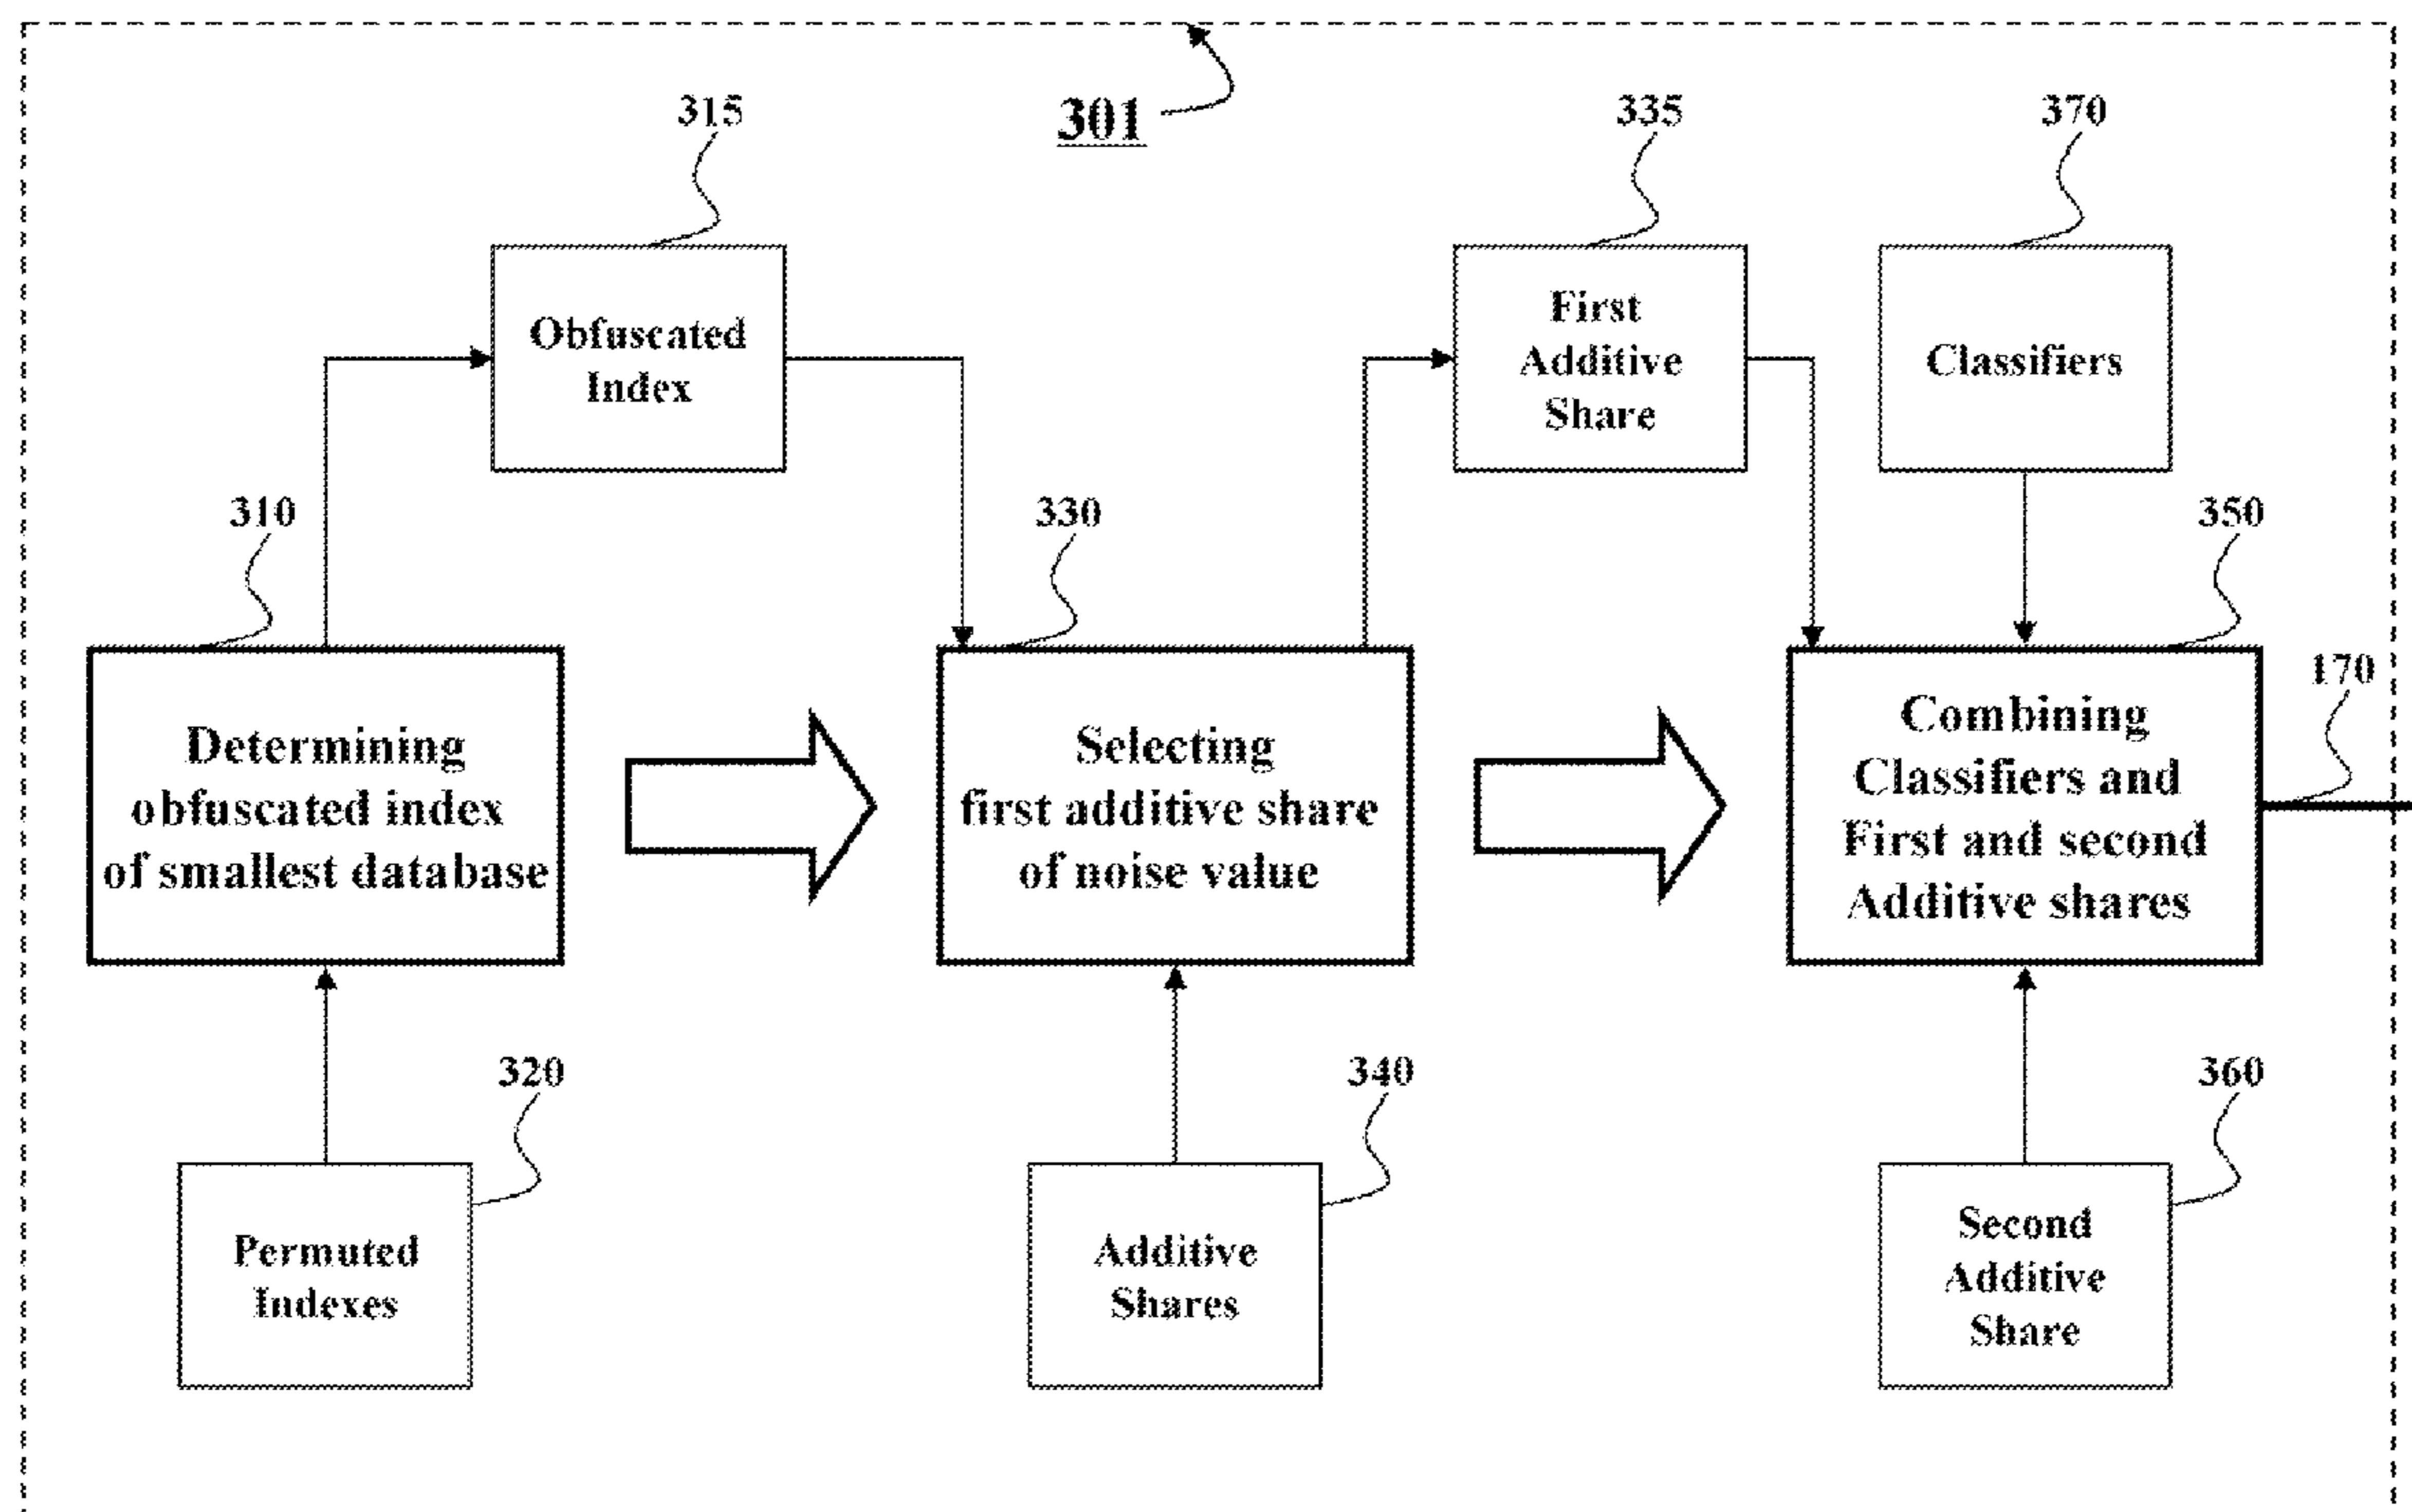 301
315
335
370
Obfuscated
Index
First
Additive
Share
Classifiers
310
330
350
170
Determining
obfuscated index
of smallest database
Selecting
first additive share
of noise value
Combining
Classifiers and
First and second
Additive shares
320
340
360
Permuted
Indexes
Additive
Shares
Second
Additive
Share